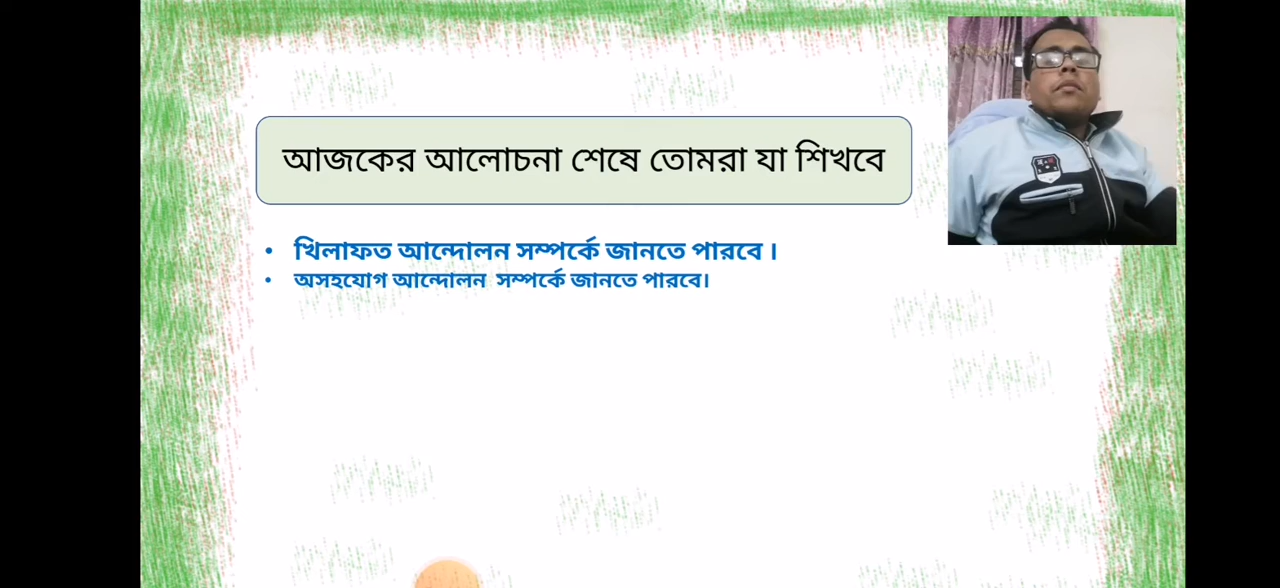 আজকের আলোচনা শেষে তোমরা যা শিখবে
• খিলাফত আন্দোলন সম্পর্কে জানতে পারবে ।
• অসহযোগ আন্দোলন সম্পর্কে জানতে পারবে।